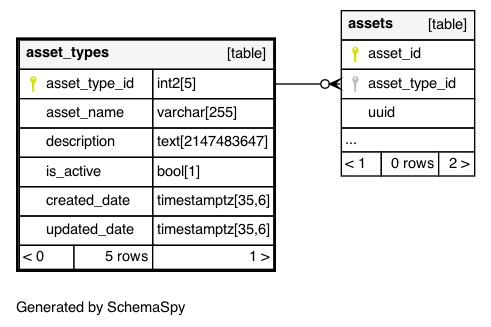 asset_types [table]
asset_type_id int2[5]
asset_name varchar[255]
description text[2147483647]
is_active bool[1]
created_date timestamptz[35,6]
updated_date timestamptz[35,6]
< 0 5 rows 1 >
assets [table]
asset_id
asset_type_id
uuid
...
< 1 0 rows 2 >
Generated by SchemaSpy